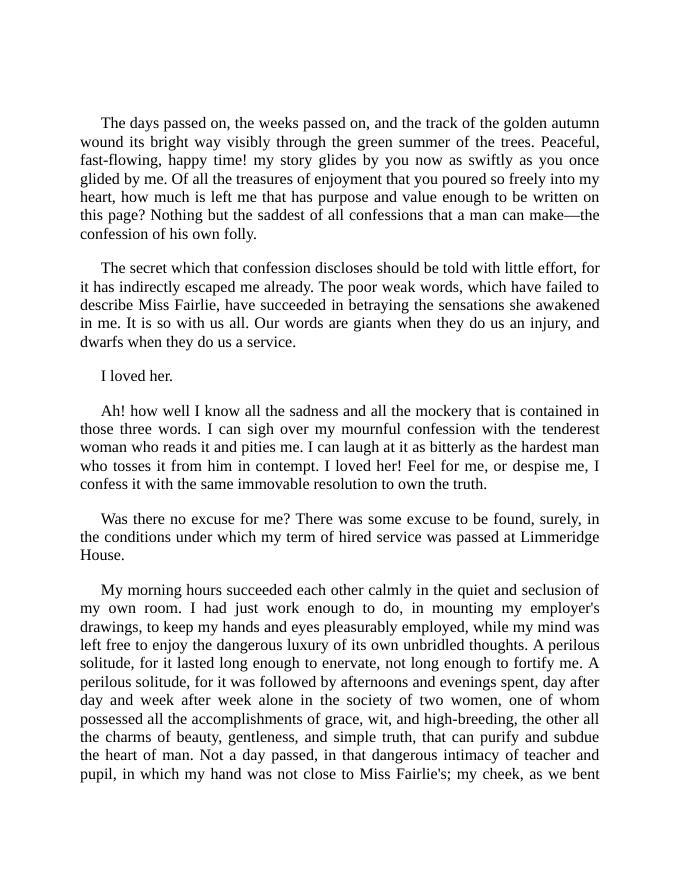 The days passed on, the weeks passed on, and the track of the golden autumn
wound its bright way visibly through the green summer of the trees. Peaceful,
fast-flowing, happy time! my story glides by you now as swiftly as you once
glided by me. Of all the treasures of enjoyment that you poured so freely into my
heart, how much is left me that has purpose and value enough to be written on
this page? Nothing but the saddest of all confessions that a man can make—the
confession of his own folly.
The secret which that confession discloses should be told with little effort, for
it has indirectly escaped me already. The poor weak words, which have failed to
describe Miss Fairlie, have succeeded in betraying the sensations she awakened
in me. It is so with us all. Our words are giants when they do us an injury, and
dwarfs when they do us a service.
I loved her.
Ah! how well I know all the sadness and all the mockery that is contained in
those three words. I can sigh over my mournful confession with the tenderest
woman who reads it and pities me. I can laugh at it as bitterly as the hardest man
who tosses it from him in contempt. I loved her! Feel for me, or despise me, I
confess it with the same immovable resolution to own the truth.
Was there no excuse for me? There was some excuse to be found, surely, in
the conditions under which my term of hired service was passed at Limmeridge
House.
My morning hours succeeded each other calmly in the quiet and seclusion of
my own room. I had just work enough to do, in mounting my employer's
drawings, to keep my hands and eyes pleasurably employed, while my mind was
left free to enjoy the dangerous luxury of its own unbridled thoughts. A perilous
solitude, for it lasted long enough to enervate, not long enough to fortify me. A
perilous solitude, for it was followed by afternoons and evenings spent, day after
day and week after week alone in the society of two women, one of whom
possessed all the accomplishments of grace, wit, and high-breeding, the other all
the charms of beauty, gentleness, and simple truth, that can purify and subdue
the heart of man. Not a day passed, in that dangerous intimacy of teacher and
pupil, in which my hand was not close to Miss Fairlie's; my cheek, as we bent